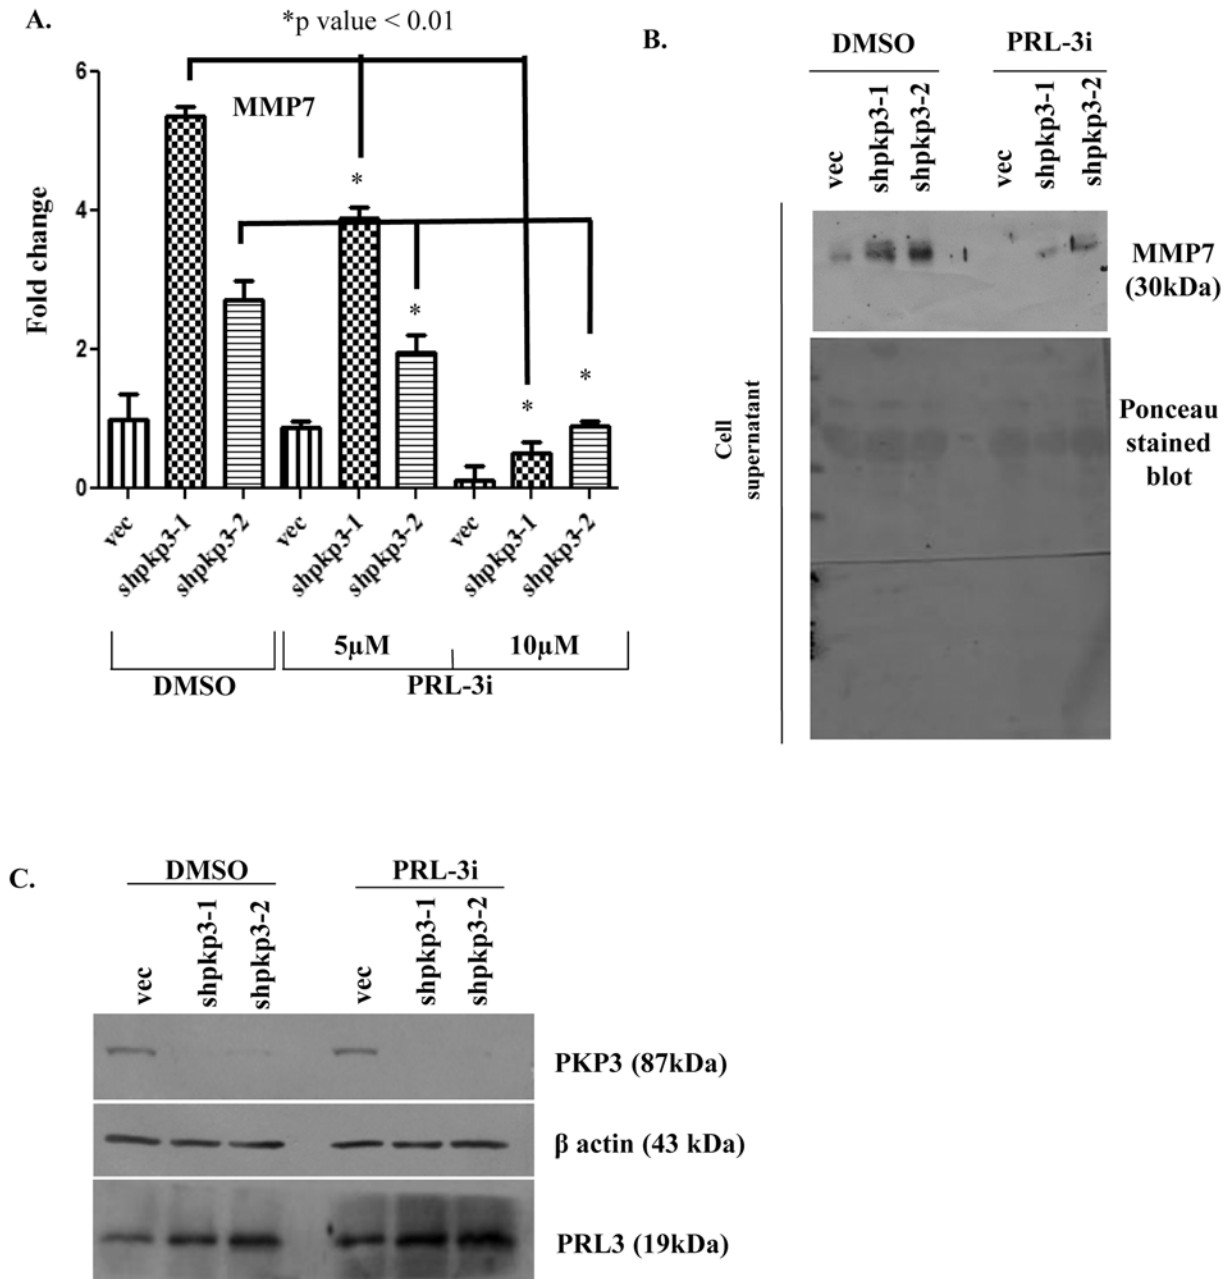 A.
*p value < 0.01
MMP7
Fold change
6
4
2
0
*
*
*
*
vec
shpkp3-1
shpkp3-2
vec
shpkp3-1
shpkp3-2
vec
shpkp3-1
shpkp3-2
5µM
10µM
DMSO
PRL-3i
B.
DMSO
PRL-3i
vec
shpkp3-1
shpkp3-2
vec
shpkp3-1
shpkp3-2
MMP7
(30kDa)
Cell
supernatant
Ponceau
stained
blot
C.
DMSO
PRL-3i
vec
shpkp3-1
shpkp3-2
vec
shpkp3-1
shpkp3-2
PKP3 (87kDa)
β actin (43 kDa)
PRL3 (19kDa)